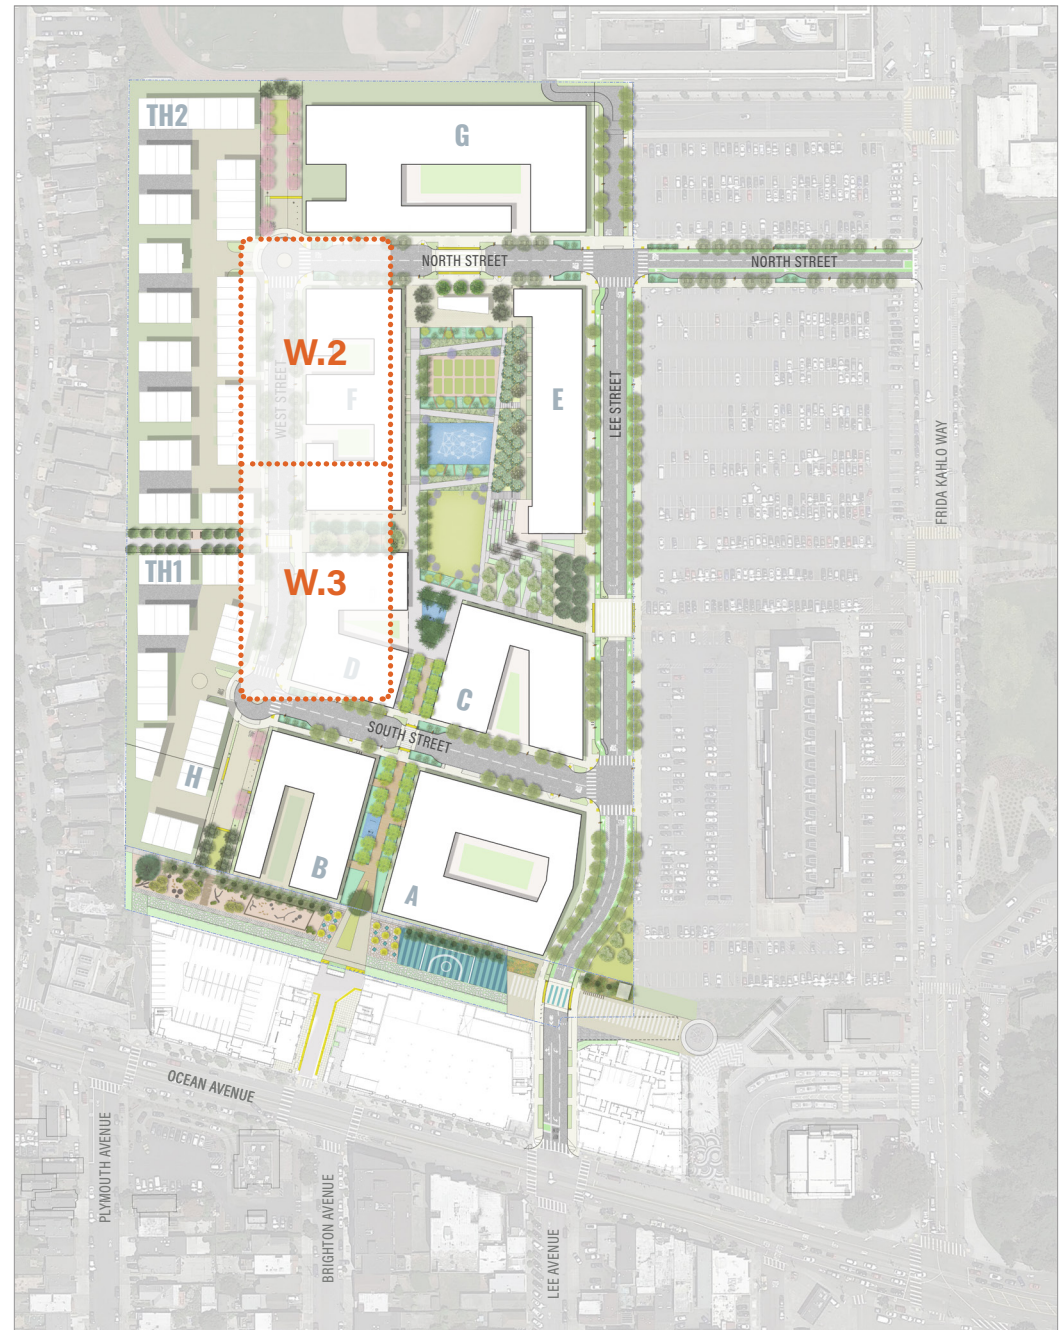 TH2
G
NORTH STREET
NORTH STREET
W.2
WEST STREET
F
E
LEE STREET
FRIDA KAHLO WAY
TH1
W.3
D
C
SOUTH STREET
H
B
A
OCEAN AVENUE
PLYMOUTH AVENUE
BRIGHTON AVENUE
LEE AVENUE